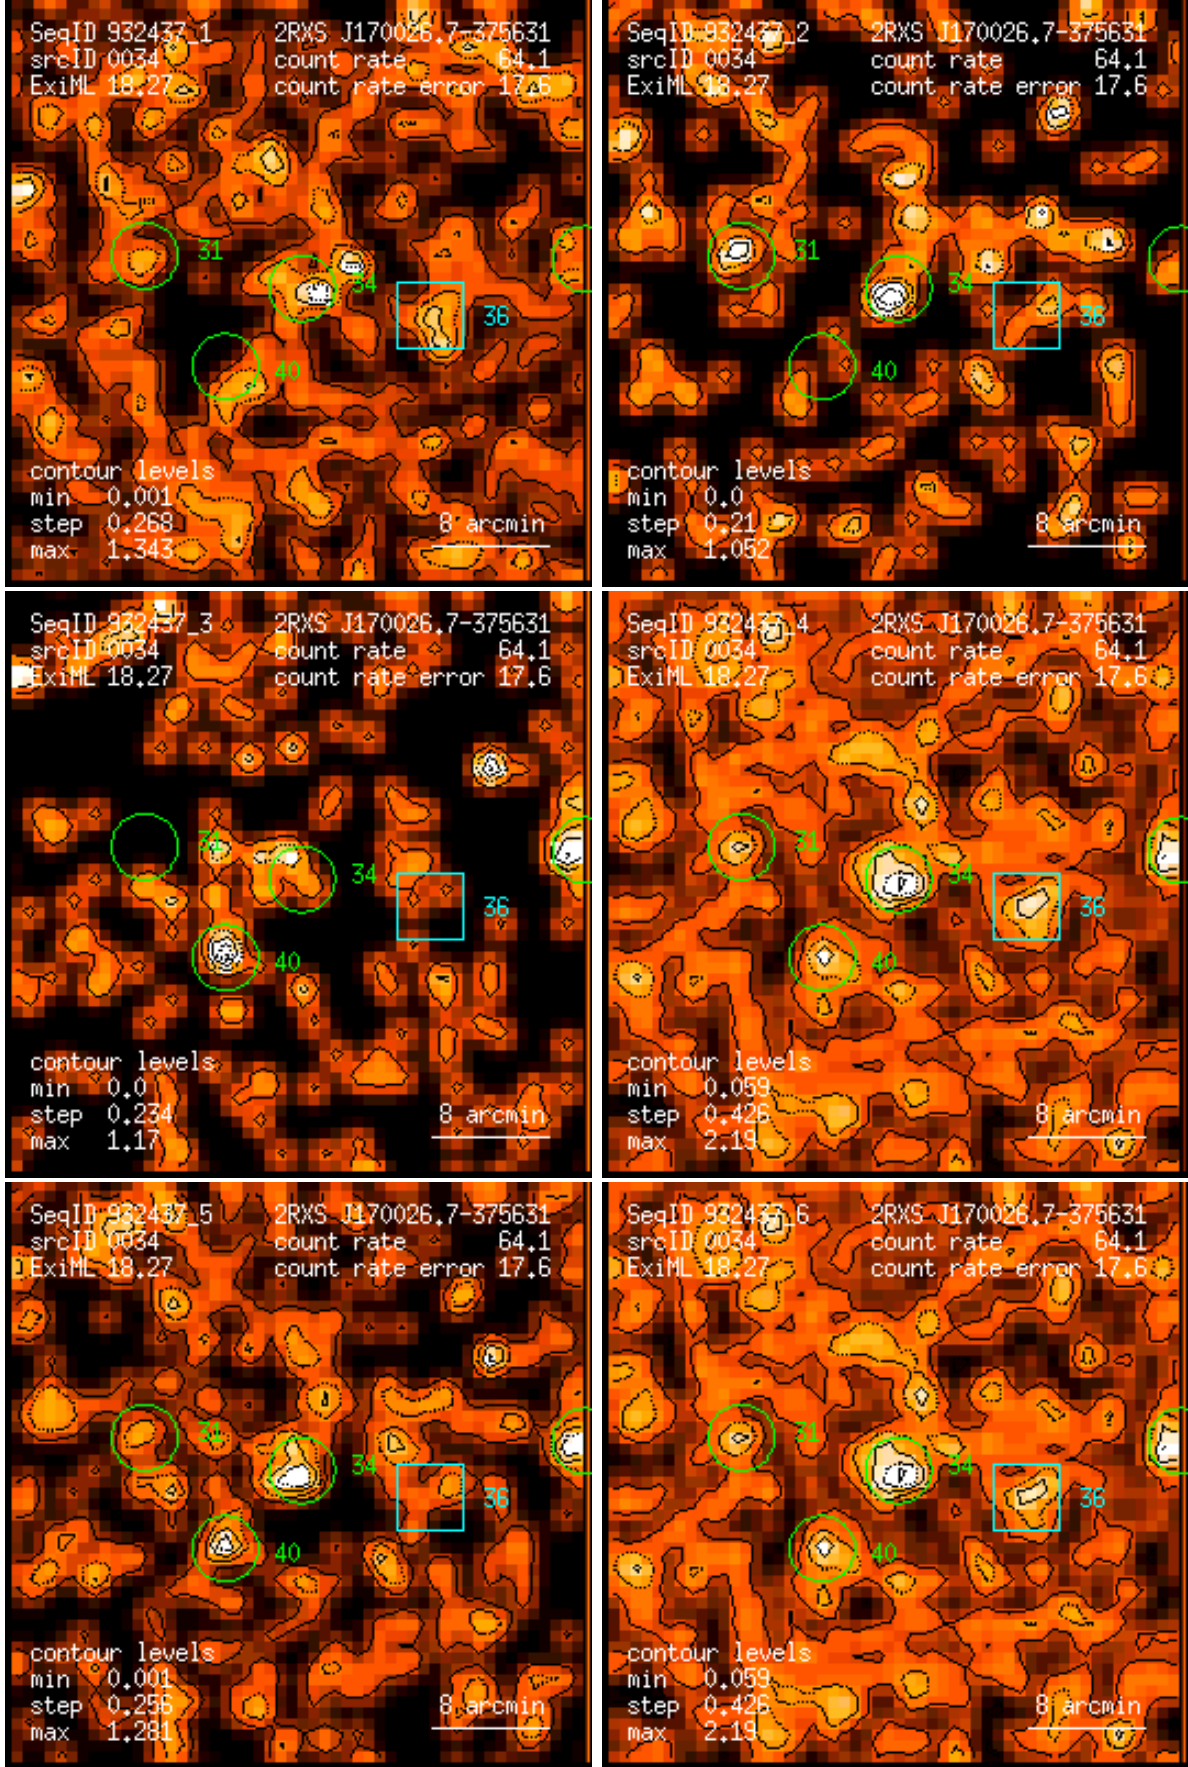 SeqID 932437_1 2RXS J170026.7-375631
srcID 0034 count rate 64.1
ExiML 18.27 count rate error 17.6
31
34
36
40
contour levels
min 0.001
step 0.268 8 arcmin
max 1.343
SeqID 932437_2 2RXS J170026.7-375631
srcID 0034 count rate 64.1
ExiML 18.27 count rate error 17.6
31
34
36
40
contour levels
min 0.0
step 0.21 8 arcmin
max 1.052
SeqID 932437_3 2RXS J170026.7-375631
srcID 0034 count rate 64.1
ExiML 18.27 count rate error 17.6
31
34
36
40
contour levels
min 0.0
step 0.234 8 arcmin
max 1.17
SeqID 932437_4 2RXS J170026.7-375631
srcID 0034 count rate 64.1
ExiML 18.27 count rate error 17.6
31
34
36
40
contour levels
min 0.059
step 0.426 8 arcmin
max 2.19
SeqID 932437_5 2RXS J170026.7-375631
srcID 0034 count rate 64.1
ExiML 18.27 count rate error 17.6
31
34
36
40
contour levels
min 0.001
step 0.256 8 arcmin
max 1.281
SeqID 932437_6 2RXS J170026.7-375631
srcID 0034 count rate 64.1
ExiML 18.27 count rate error 17.6
31
34
36
40
contour levels
min 0.059
step 0.426 8 arcmin
max 2.19